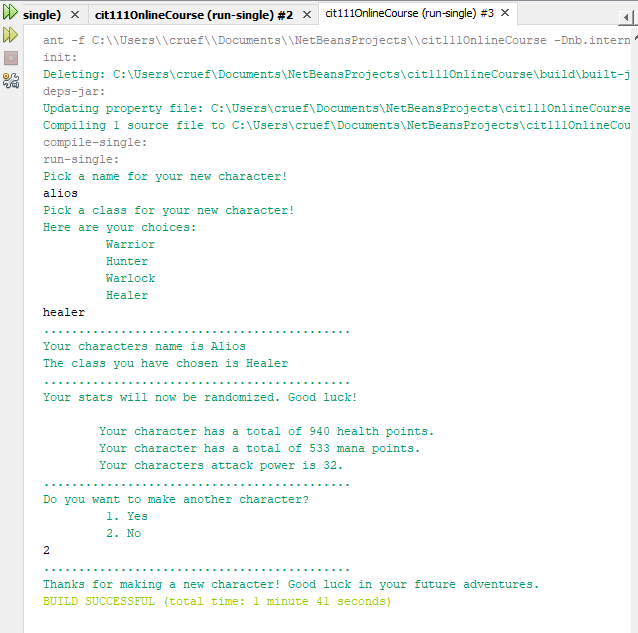 single) × cit111OnlineCourse (run-single) #2 × cit111OnlineCourse (run-single) #3 ×
ant -f C:\\Users\\cruef\\Documents\\NetBeansProjects\\cit111OnlineCourse -Dnb.intern
init:
Deleting: C:\Users\cruef\Documents\NetBeansProjects\cit111OnlineCourse\build\built-j
deps-jar:
Updating property file: C:\Users\cruef\Documents\NetBeansProjects\cit111OnlineCourse
Compiling 1 source file to C:\Users\cruef\Documents\NetBeansProjects\cit111OnlineCou
compile-single:
run-single:
Pick a name for your new character!
alios
Pick a class for your new character!
Here are your choices:
Warrior
Hunter
Warlock
Healer
healer
............................................
Your characters name is Alios
The class you have chosen is Healer
............................................
Your stats will now be randomized. Good luck!
Your character has a total of 940 health points.
Your character has a total of 533 mana points.
Your characters attack power is 32.
............................................
Do you want to make another character?
1. Yes
2. No
2
............................................
Thanks for making a new character! Good luck in your future adventures.
BUILD SUCCESSFUL (total time: 1 minute 41 seconds)